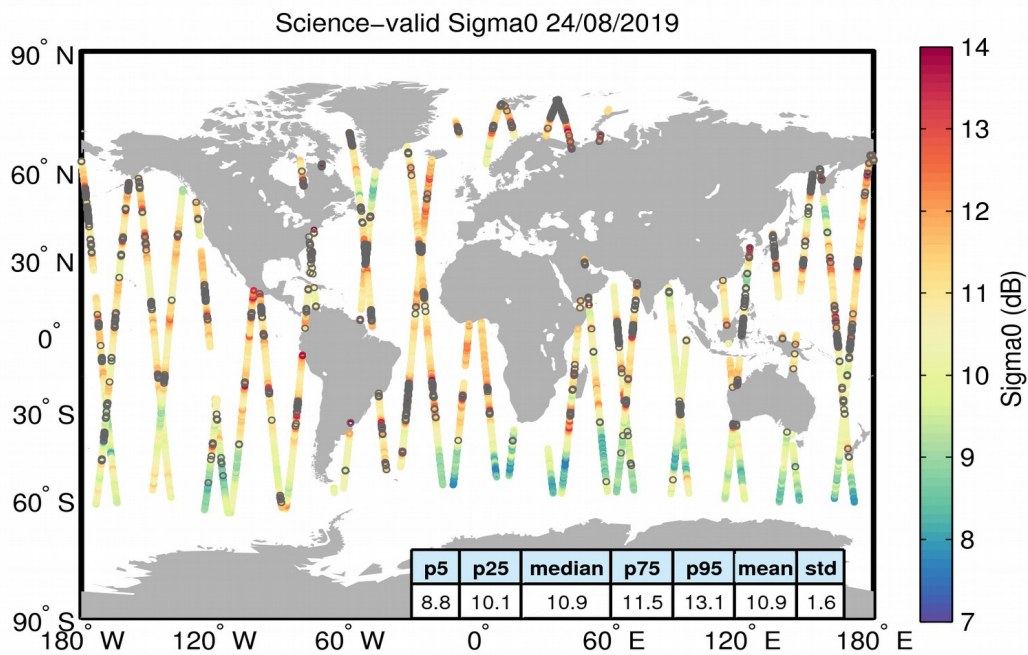 Science−valid Sigma0 24/08/2019
90° N
60° N
30° N
0°
30° S
60° S
90° S
180° W
120° W
60° W
0°
60° E
120° E
180° E
p5 p25 median p75 p95 mean std
8.8 10.1 10.9 11.5 13.1 10.9 1.6
14
13
12
11
10
9
8
7
Sigma0 (dB)